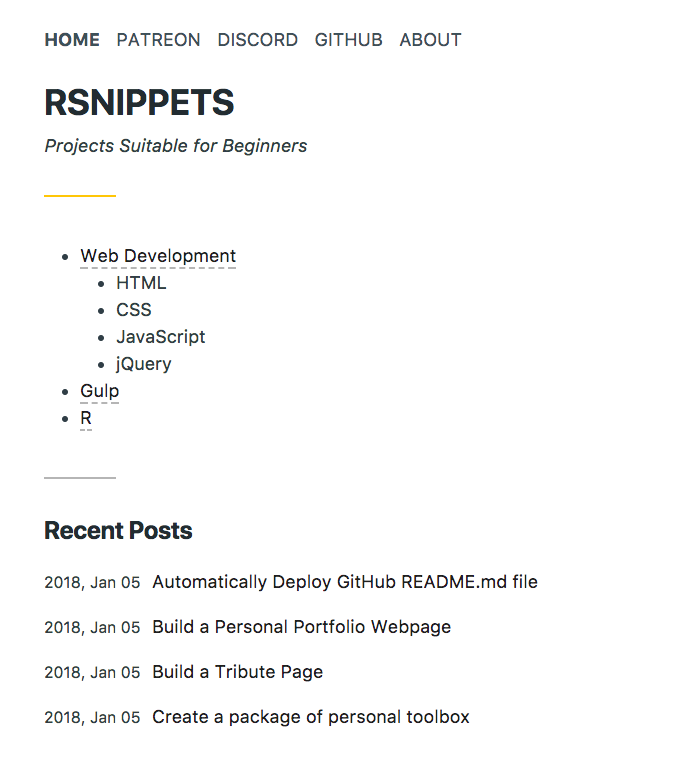 HOME PATREON DISCORD GITHUB ABOUT
RSNIPPETS
Projects Suitable for Beginners
Web Development
HTML
CSS
JavaScript
jQuery
Gulp
R
Recent Posts
2018, Jan 05 Automatically Deploy GitHub README.md file
2018, Jan 05 Build a Personal Portfolio Webpage
2018, Jan 05 Build a Tribute Page
2018, Jan 05 Create a package of personal toolbox